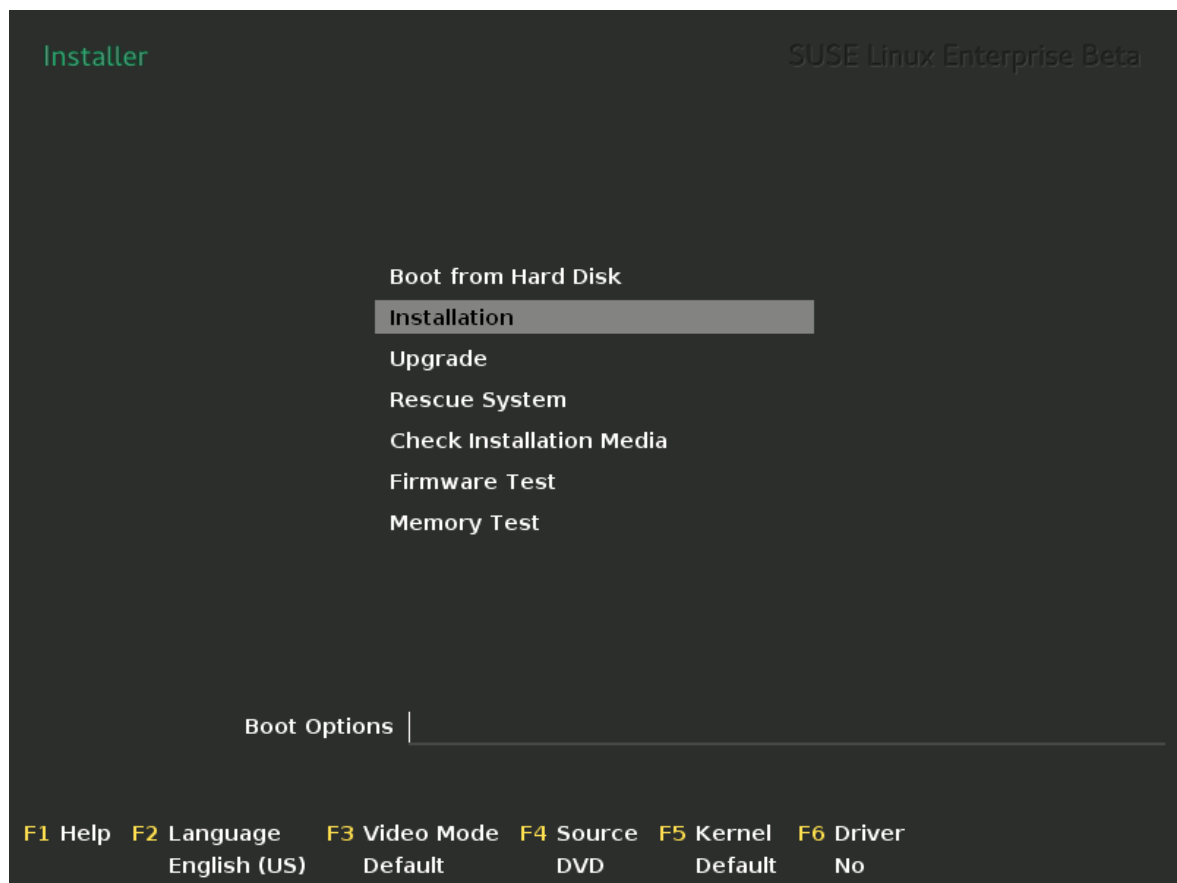 Installer
SUSE Linux Enterprise Beta
Boot from Hard Disk
Installation
Upgrade
Rescue System
Check Installation Media
Firmware Test
Memory Test
Boot Options
F1 Help F2 Language F3 Video Mode F4 Source F5 Kernel F6 Driver
English (US) Default DVD Default No